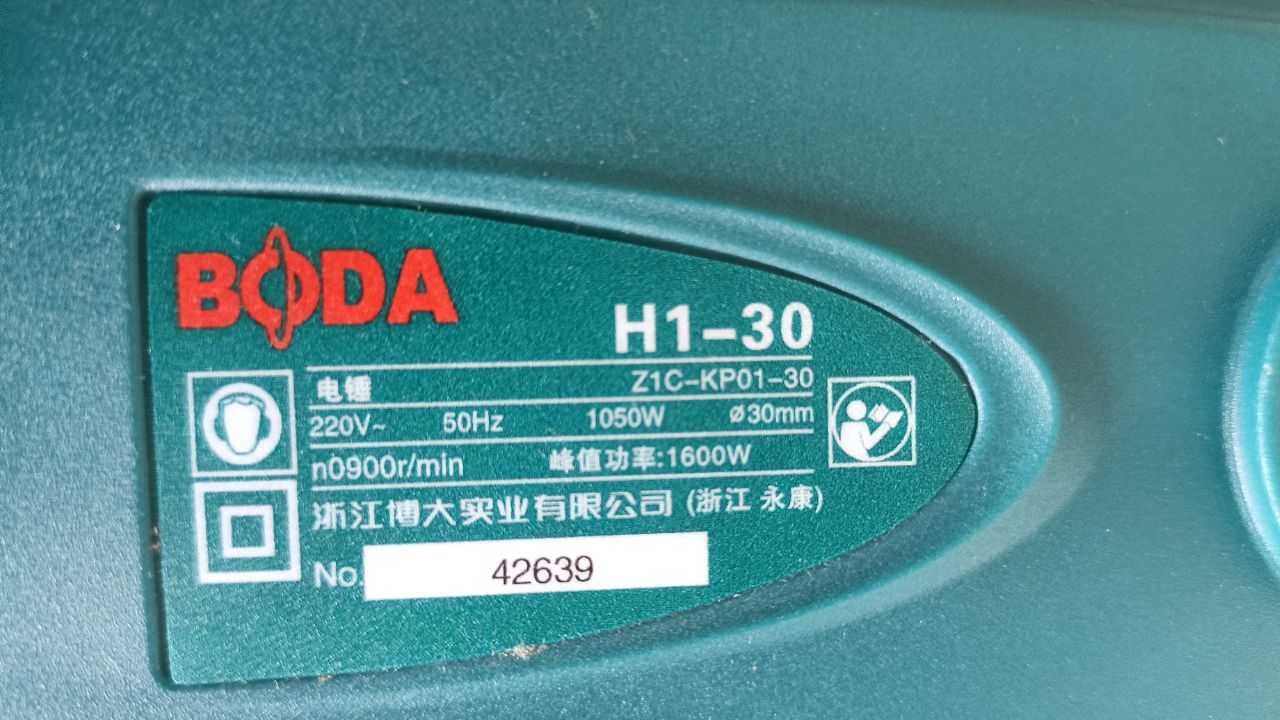 BODA
H1-30
电锤 Z1C-KP01-30
220V~ 50Hz 1050W ø30mm
n0900r/min 峰值功率:1600W
浙江博大实业有限公司 (浙江 永康)
No. 42639